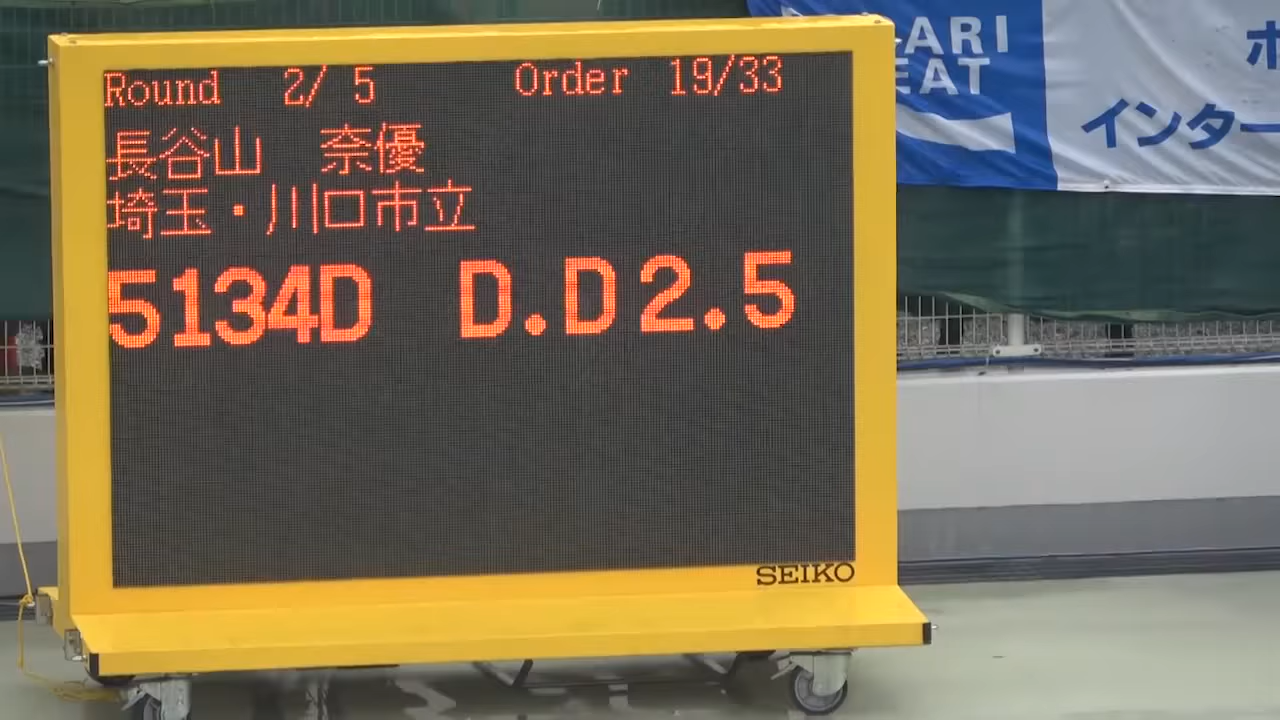 Round 2/ 5 Order 19/33
長谷山 奈優
埼玉・川口市立
5134D D.D 2.5
SEIKO
ARI
EAT
インター